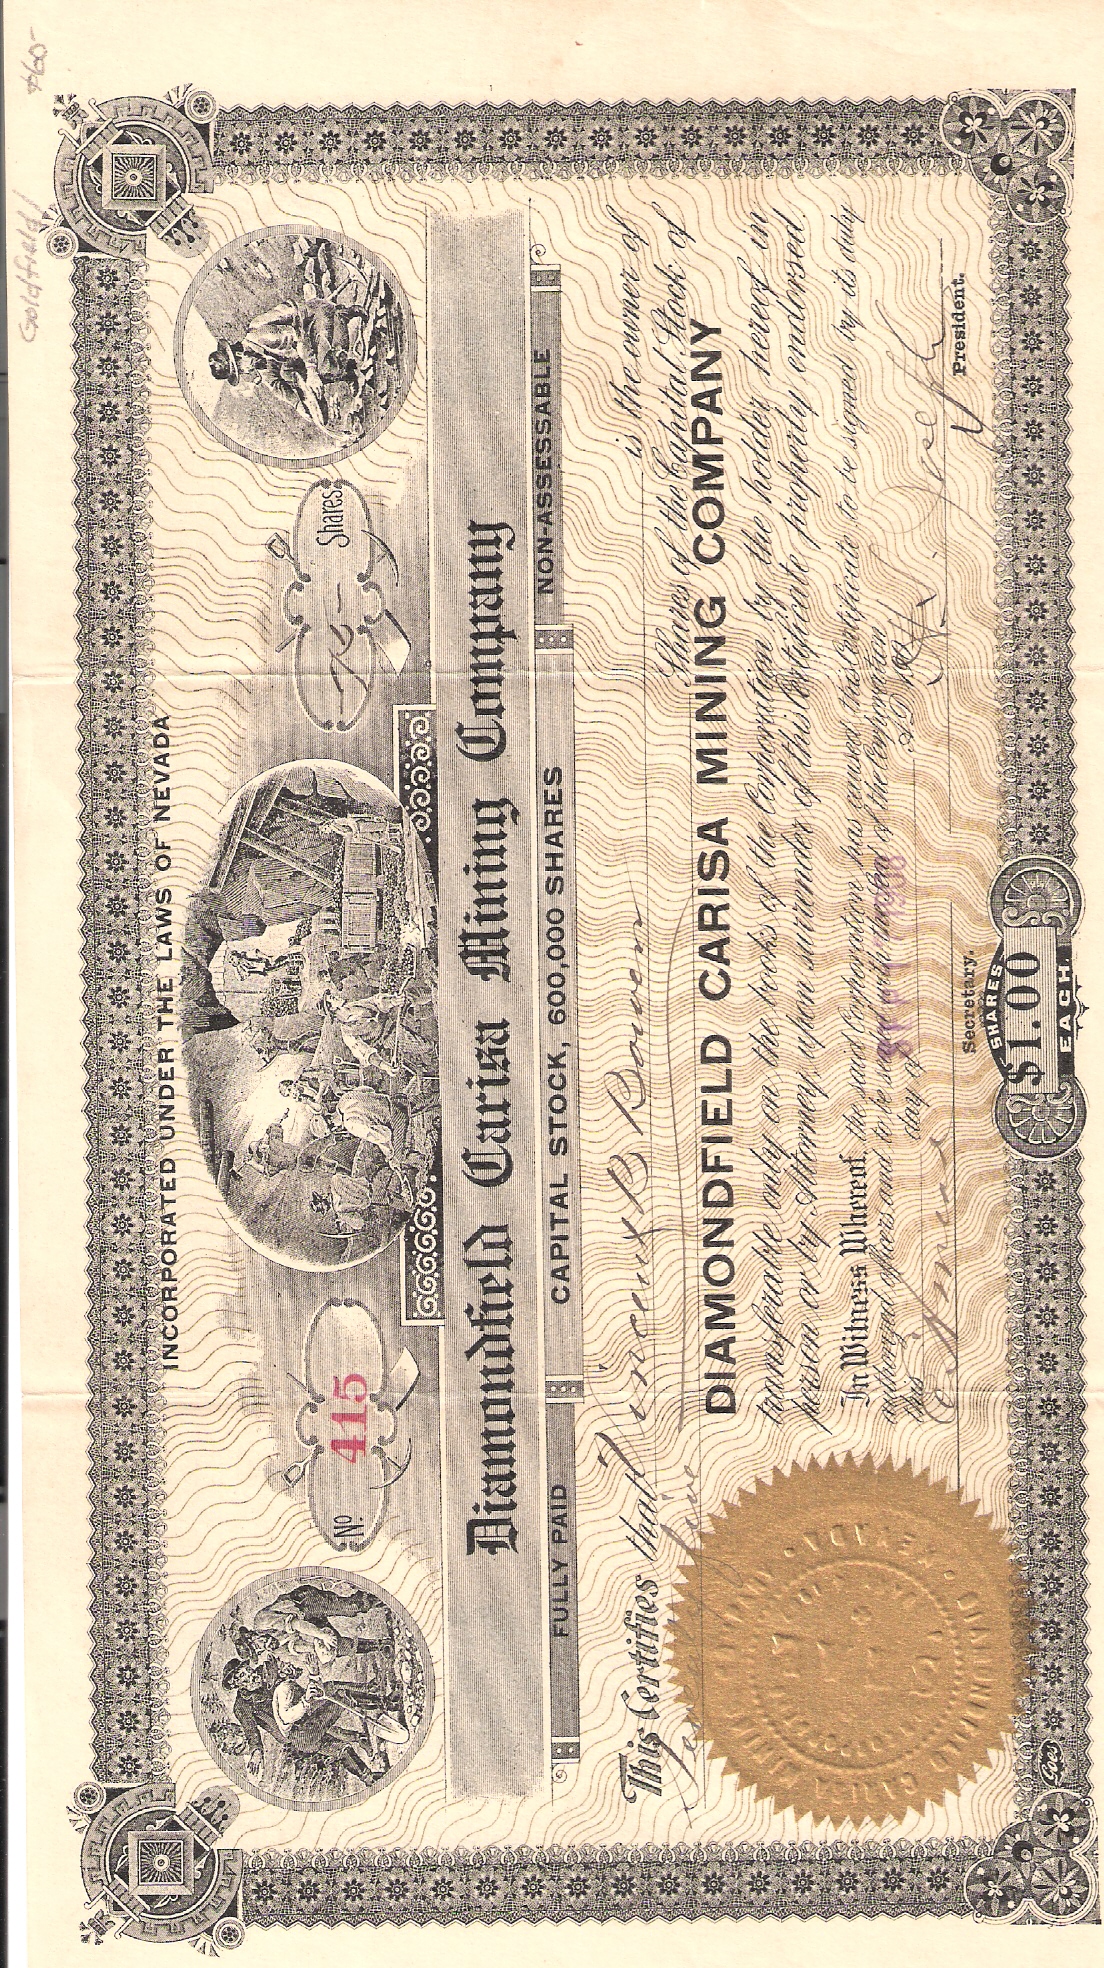 $60-
Goldfield
INCORPORATED UNDER THE LAWS OF NEVADA
No. 415
Shares
Diamondfield Carisa Mining Company
FULLY PAID CAPITAL STOCK, 600,000 SHARES NON-ASSESSABLE
This Certifies that Vincent B Bowen is the owner of
Shares of the Capital Stock of
DIAMONDFIELD CARISA MINING COMPANY
transferable only on the books of the Corporation by the holder hereof in
person or by Attorney upon surrender of this Certificate properly endorsed.
In Witness Whereof, the said Corporation has caused this Certificate to be signed by its duly
authorized officers and to be sealed with the seal of the Corporation
this day of A.D. 190
Secretary. President.
SHARES
$1.00
EACH